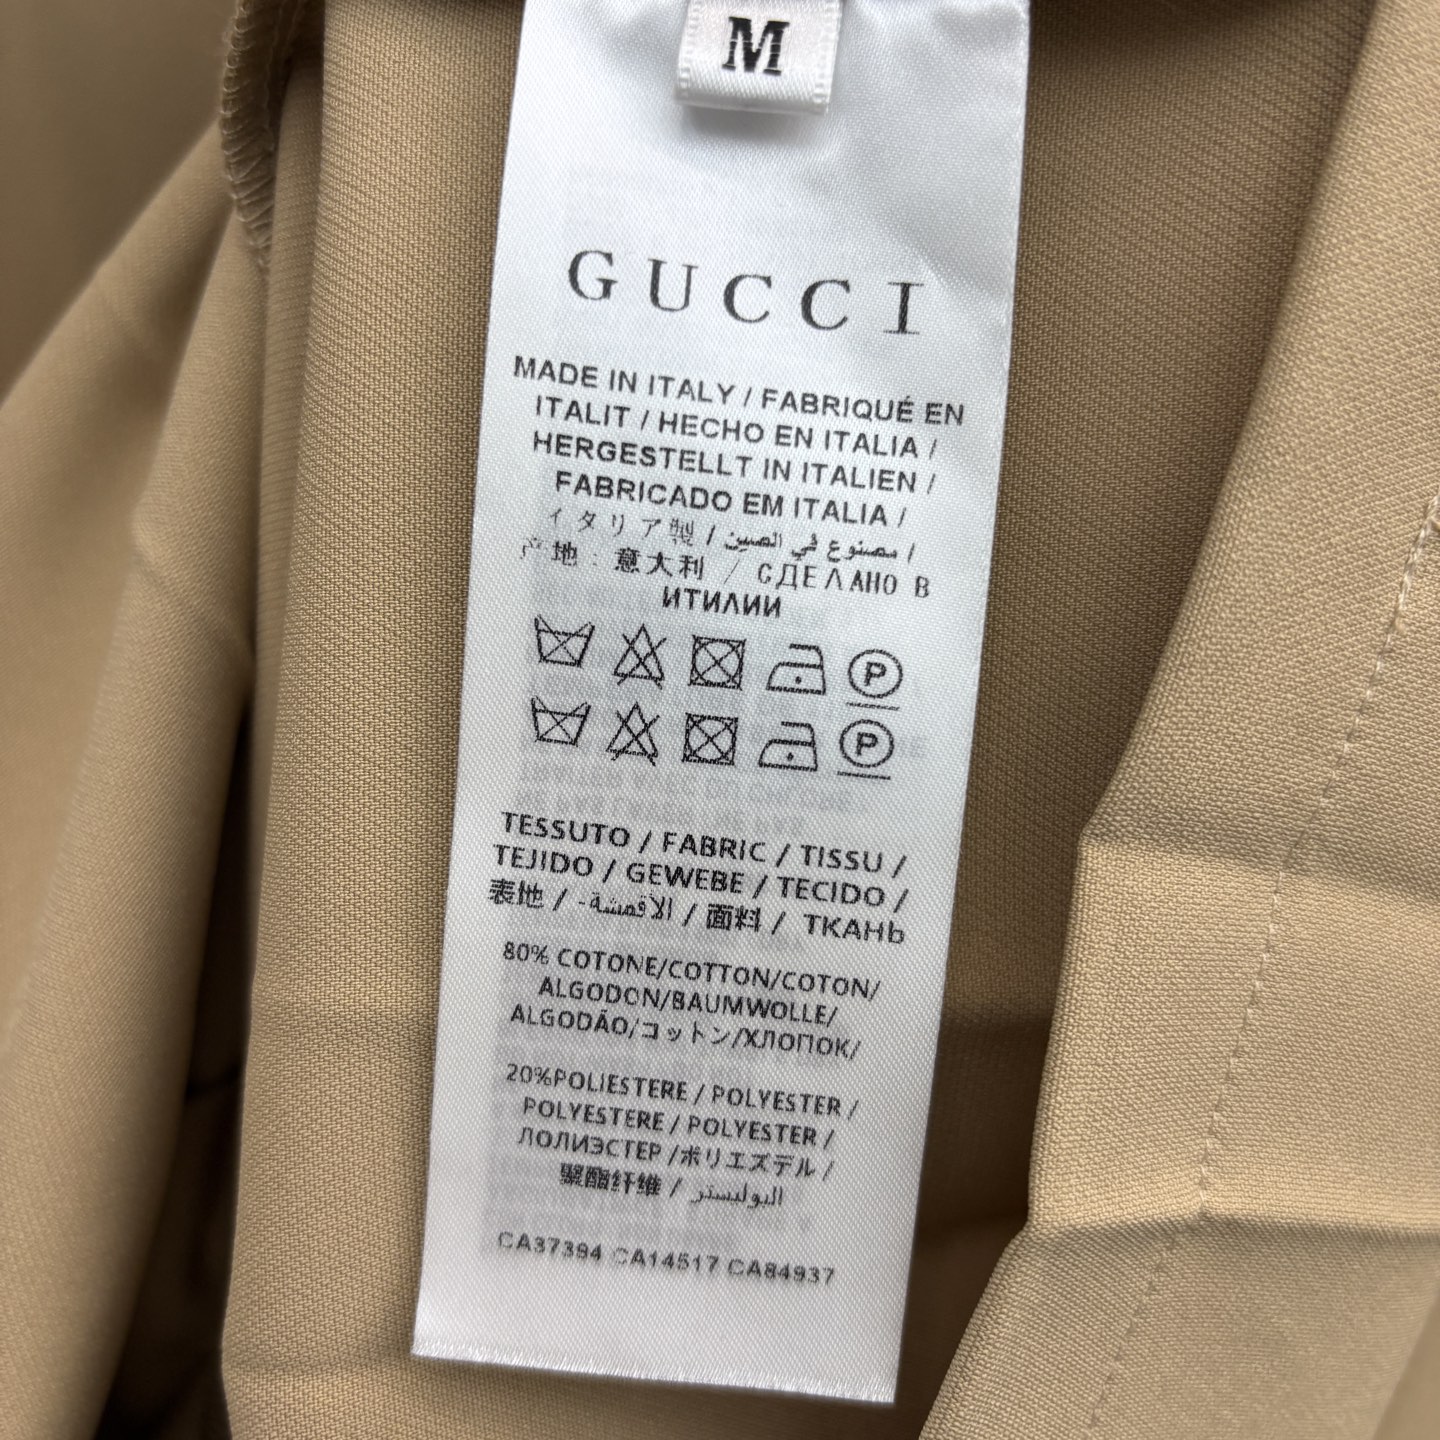 M
GUCCI
MADE IN ITALY / FABRIQUÉ EN
ITALIT / HECHO EN ITALIA /
HERGESTELLT IN ITALIEN /
FABRICADO EM ITALIA /
イタリア製 / مصنوع في الصين /
产地：意大利 / СДЕЛАНО В
ИТИЛИИ
P
P
TESSUTO / FABRIC / TISSU /
TEJIDO / GEWEBE / TECIDO /
表地 / الأقمشة- / 面料 / ТКАНЬ
80% COTONE/COTTON/COTON/
ALGODON/BAUMWOLLE/
ALGODÃO/コットン/ХЛОПОК/
20%POLIESTERE / POLYESTER /
POLYESTERE / POLYESTER /
ПОЛИЭСТЕР /ポリエステル /
聚酯纤维 / البوليستر
CA37394 CA14517 CA84937